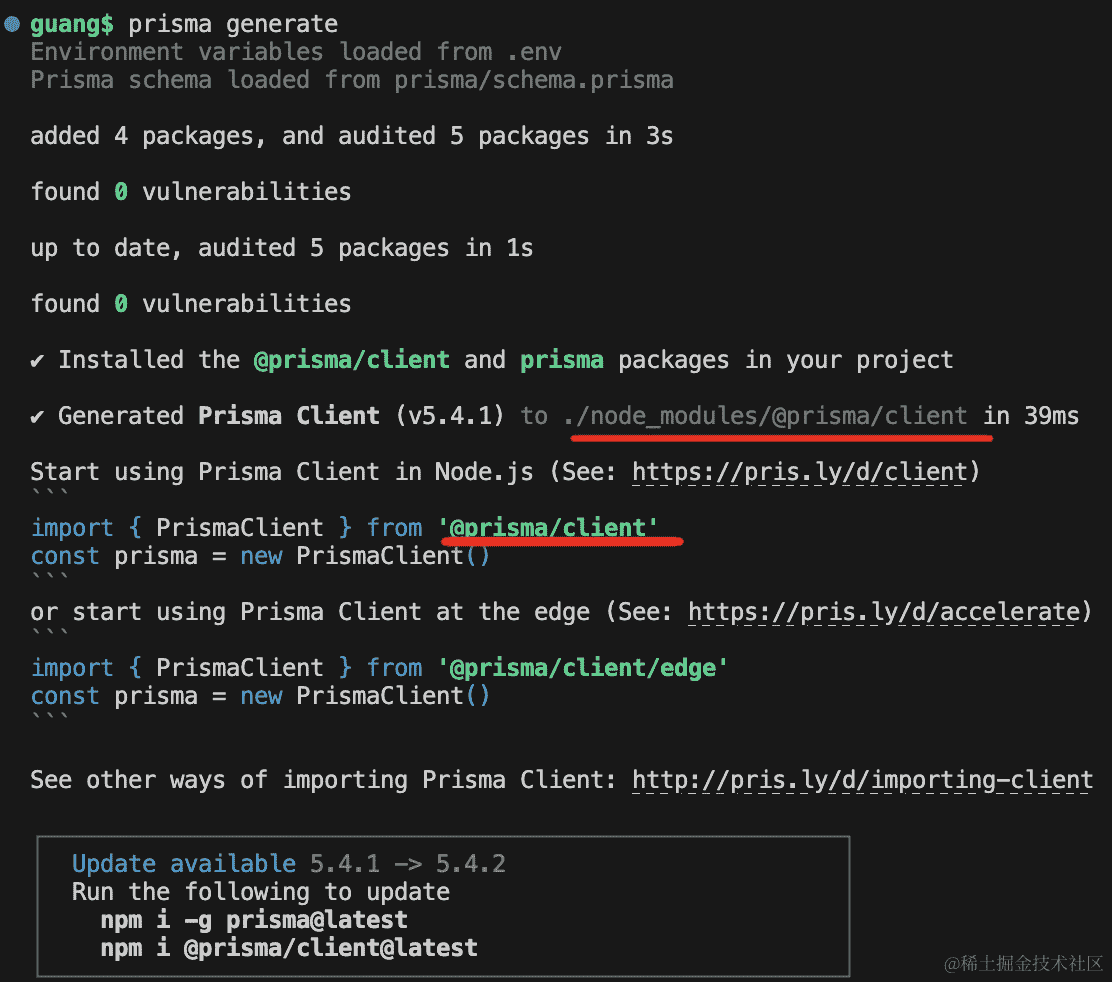 guang$ prisma generate
Environment variables loaded from .env
Prisma schema loaded from prisma/schema.prisma
added 4 packages, and audited 5 packages in 3s
found 0 vulnerabilities
up to date, audited 5 packages in 1s
found 0 vulnerabilities
✔ Installed the @prisma/client and prisma packages in your project
✔ Generated Prisma Client (v5.4.1) to ./node_modules/@prisma/client in 39ms
Start using Prisma Client in Node.js (See: https://pris.ly/d/client)
```
import { PrismaClient } from '@prisma/client'
const prisma = new PrismaClient()
```
or start using Prisma Client at the edge (See: https://pris.ly/d/accelerate)
```
import { PrismaClient } from '@prisma/client/edge'
const prisma = new PrismaClient()
```
See other ways of importing Prisma Client: http://pris.ly/d/importing-client
Update available 5.4.1 -> 5.4.2
Run the following to update
npm i -g prisma@latest
npm i @prisma/client@latest
@稀土掘金技术社区